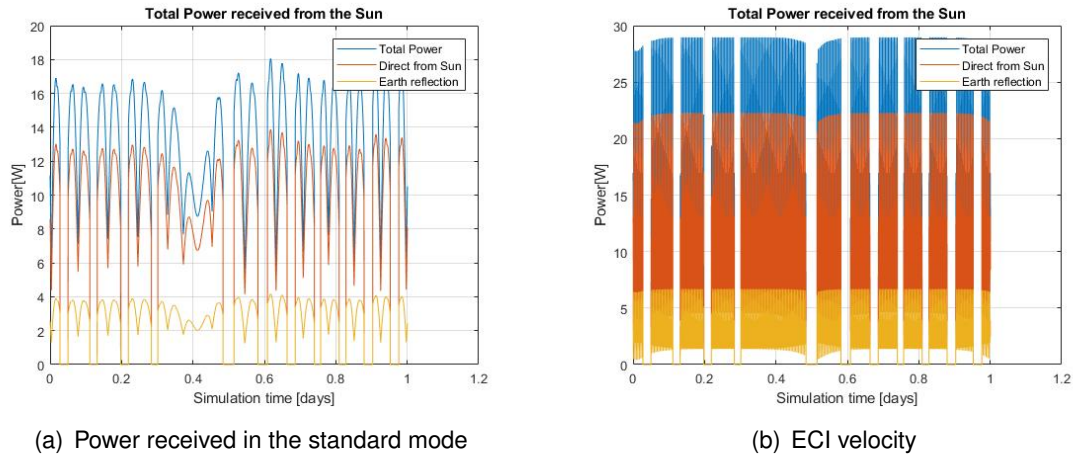 Total Power received from the Sun
20
18
16
14
12
10
8
6
4
2
0
Power[W]
Total Power
Direct from Sun
Earth reflection
0 0.2 0.4 0.6 0.8 1 1.2
Simulation time [days]
(a) Power received in the standard mode
Total Power received from the Sun
30
25
20
15
10
5
0
Power[W]
Total Power
Direct from Sun
Earth reflection
0 0.2 0.4 0.6 0.8 1 1.2
Simulation time [days]
(b) ECI velocity